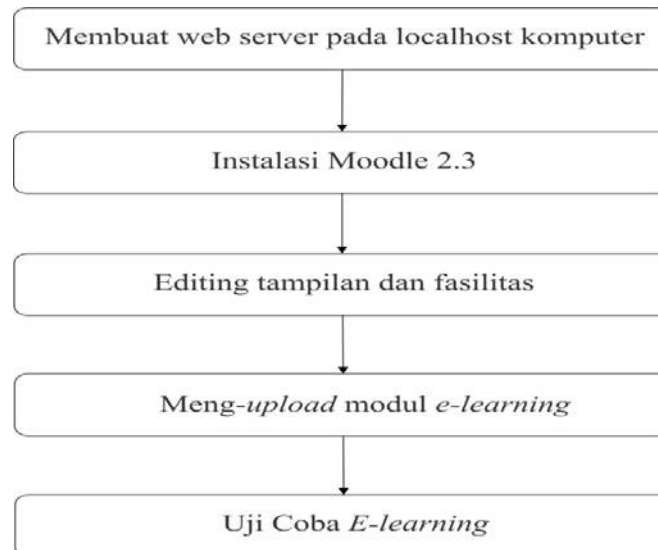 Membuat web server pada localhost komputer
Instalasi Moodle 2.3
Editing tampilan dan fasilitas
Meng-upload modul e-learning
Uji Coba E-learning